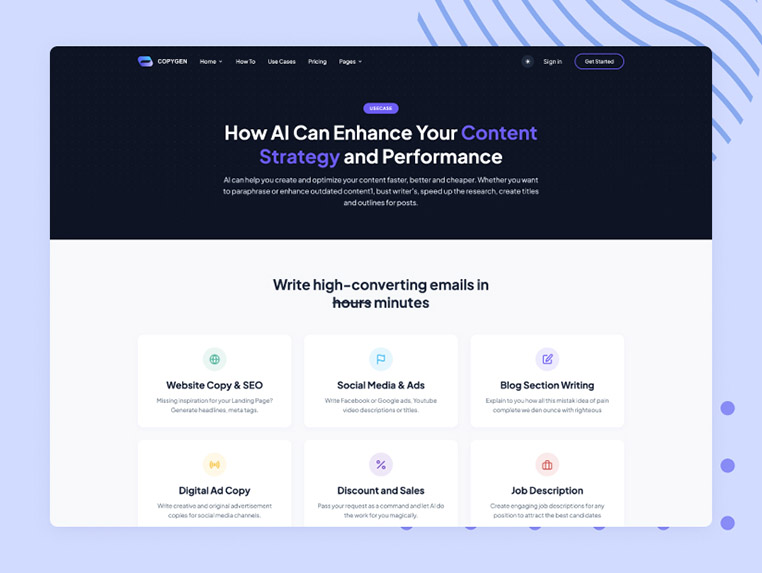 COPYGEN Home How To Use Cases Pricing Pages Sign in Get Started
USECASE
How AI Can Enhance Your Content
Strategy and Performance
AI can help you create and optimize your content faster, better and cheaper. Whether you want
to paraphrase or enhance outdated content1, bust writer's, speed up the research, create titles
and outlines for posts.
Write high-converting emails in
hours minutes
Website Copy & SEO
Missing inspiration for your Landing Page?
Generate headlines, meta tags.
Social Media & Ads
Write Facebook or Google ads, Youtube
video descriptions or titles.
Blog Section Writing
Explain to you how all this mistak idea of pain
complete we den ounce with righteous
Digital Ad Copy
Write creative and original advertisement
copies for social media channels.
Discount and Sales
Pass your request as a command and let AI do
the work for you magically.
Job Description
Create engaging job descriptions for any
position to attract the best candidates